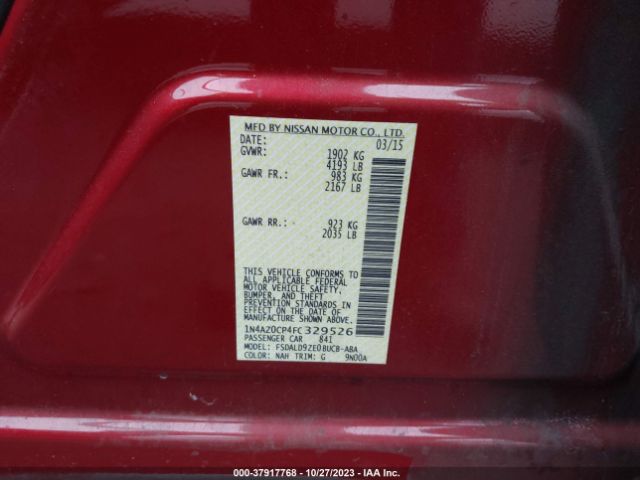 MFD BY NISSAN MOTOR CO., LTD.
DATE: 03/15
GVWR: 1902 KG
4193 LB
GAWR FR.: 983 KG
2167 LB
GAWR RR.: 923 KG
2035 LB
THIS VEHICLE CONFORMS TO
ALL APPLICABLE FEDERAL
MOTOR VEHICLE SAFETY,
BUMPER, AND THEFT
PREVENTION STANDARDS IN
EFFECT ON THE DATE OF
MANUFACTURE SHOWN ABOVE.
1N4AZ0CP4FC329526
PASSENGER CAR 841
MODEL: FSDALD9ZE0BUCB-ABA
COLOR: NAH TRIM: G 9N00A
000-37917768 | 10/27/2023 | IAA Inc.